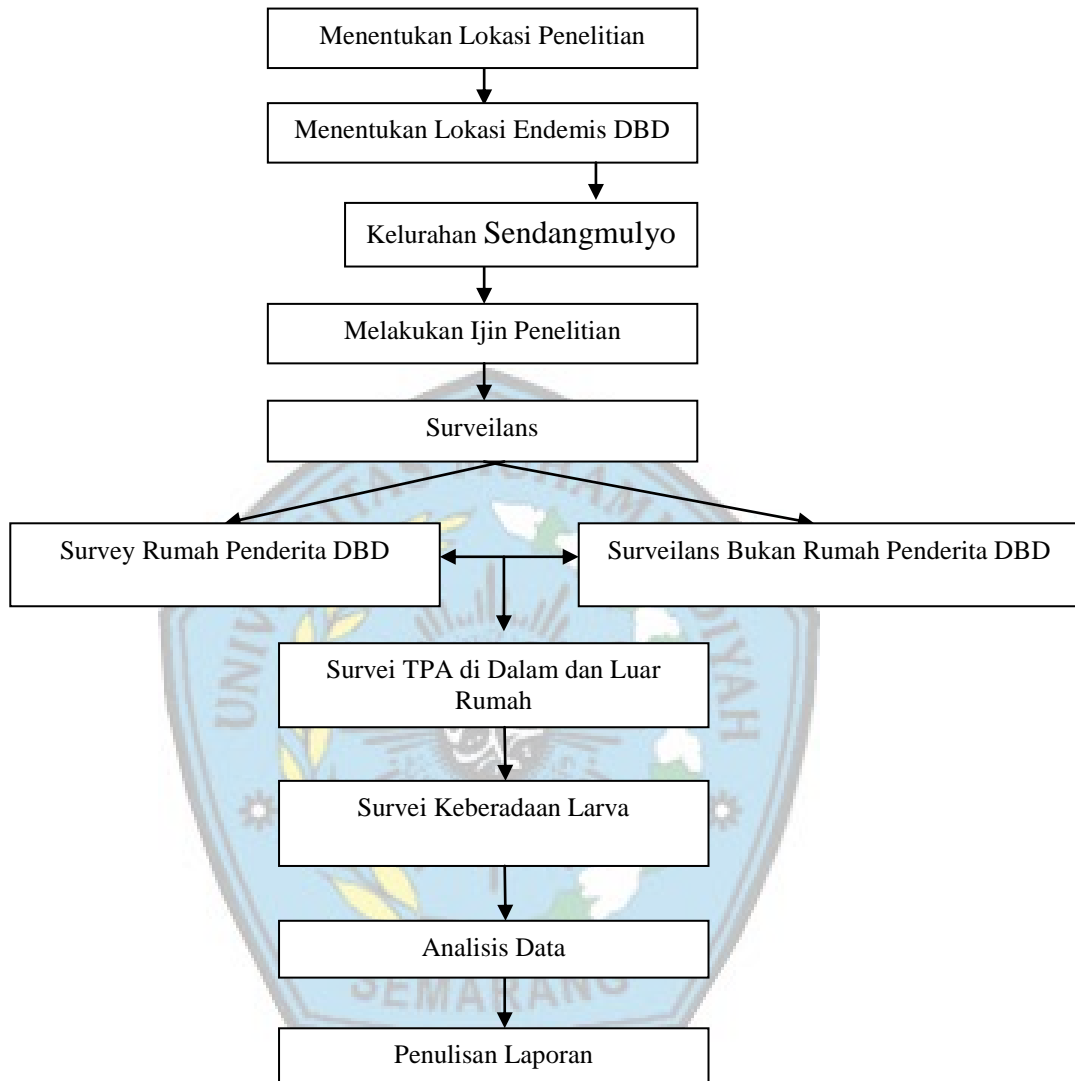 Menentukan Lokasi Penelitian
Menentukan Lokasi Endemis DBD
Kelurahan Sendangmulyo
Melakukan Ijin Penelitian
Surveilans
Survey Rumah Penderita DBD
Surveilans Bukan Rumah Penderita DBD
Survei TPA di Dalam dan Luar
Rumah
Survei Keberadaan Larva
Analisis Data
SEMARANG
Penulisan Laporan